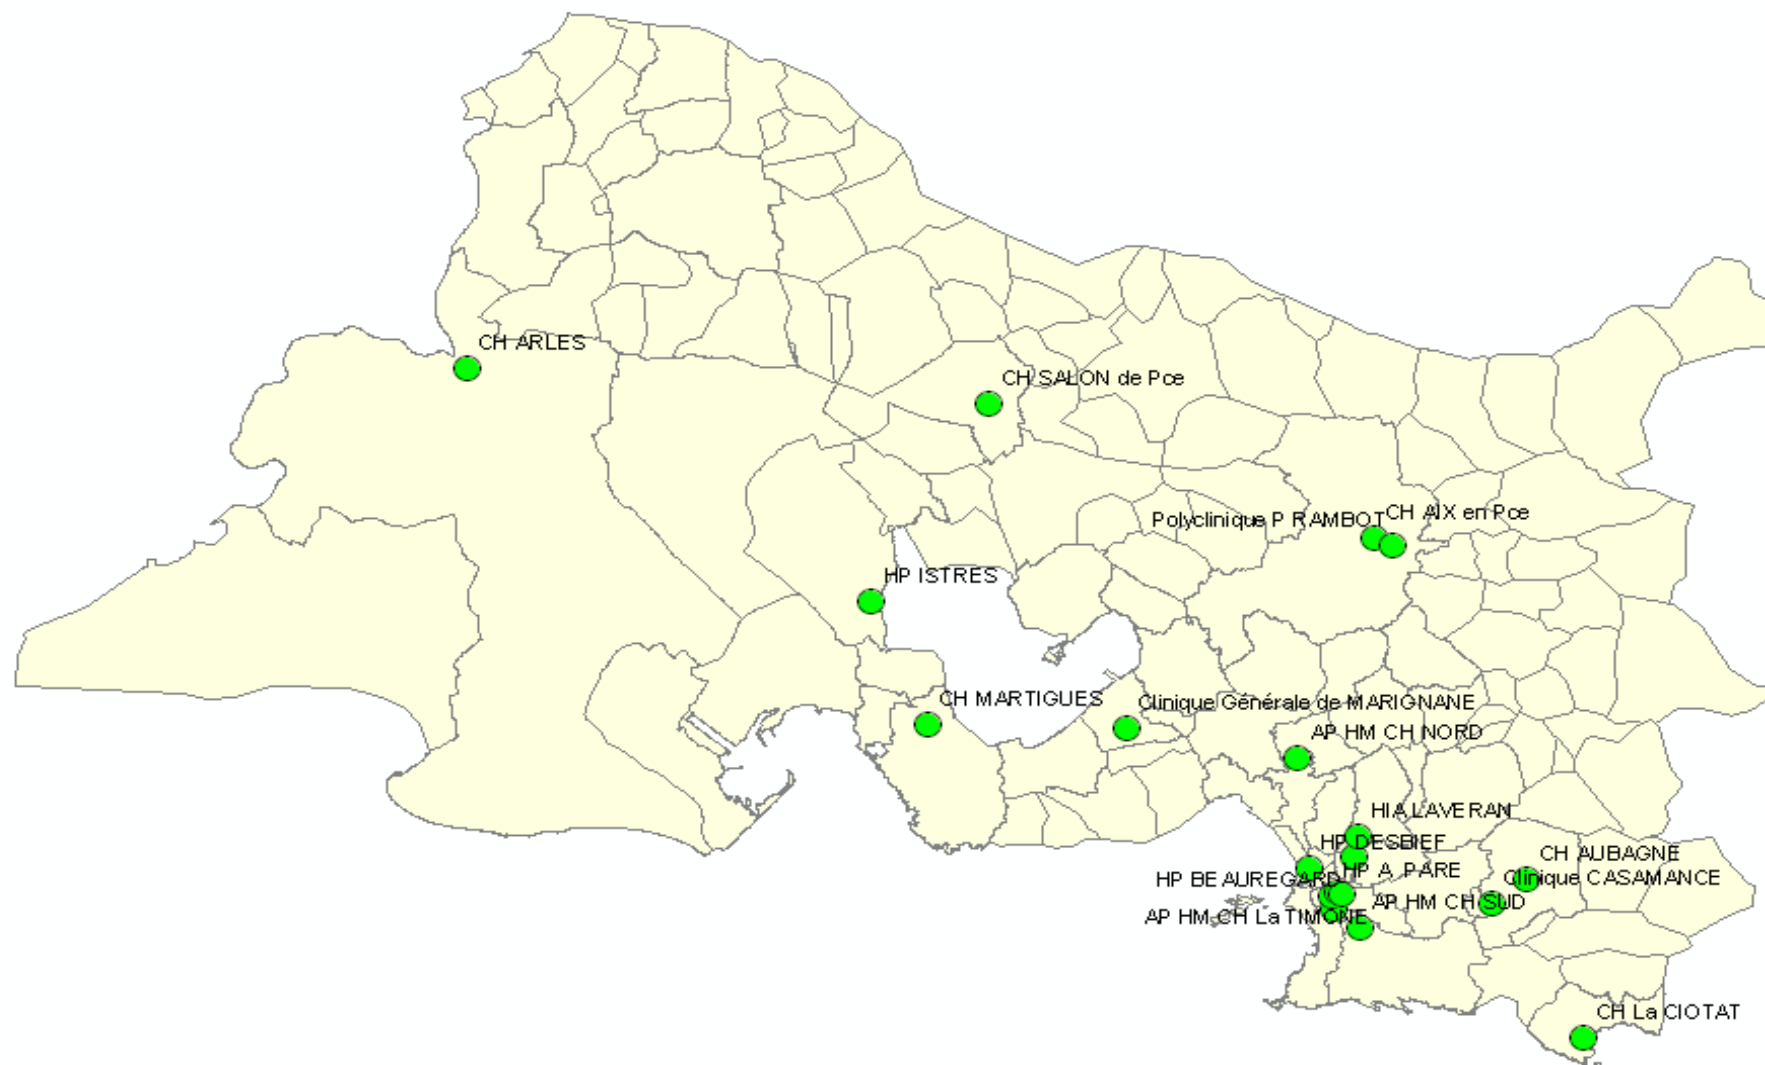 CH ARLES
CH SALON de Pce
Polyclinique P RAMBOT
CH AIX en Pce
HP ISTRES
CH MARTIGUES
Clinique Générale de MARIGNANE
AP HM CH NORD
HIA LAVERAN
HP DESBIEF
CH AUBAGNE
HP A PARE
HP BEAUREGARD
Clinique CASAMANCE
AP HM CH SUD
AP HM CH La TIMONE
CH La CIOTAT